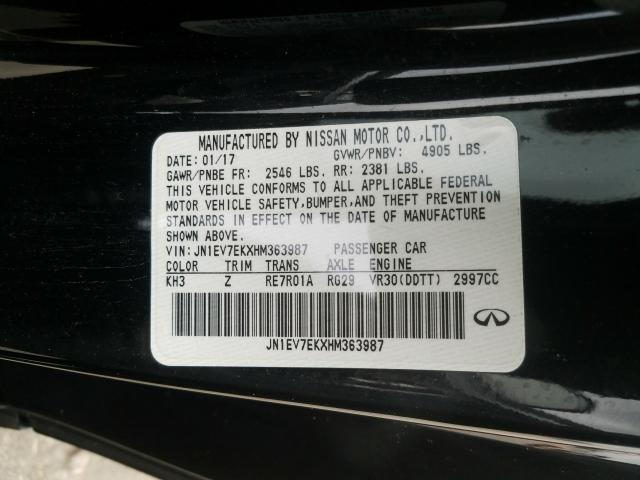 MANUFACTURED BY NISSAN MOTOR CO.,LTD.
DATE: 01/17 GVWR/PNBV: 4905 LBS.
GAWR/PNBE FR: 2546 LBS. RR: 2381 LBS.
THIS VEHICLE CONFORMS TO ALL APPLICABLE FEDERAL
MOTOR VEHICLE SAFETY,BUMPER,AND THEFT PREVENTION
STANDARDS IN EFFECT ON THE DATE OF MANUFACTURE
SHOWN ABOVE.
VIN: JN1EV7EKXHM363987 PASSENGER CAR
COLOR TRIM TRANS AXLE ENGINE
KH3 Z RE7R01A RG29 VR30(DDTT) 2997CC
JN1EV7EKXHM363987